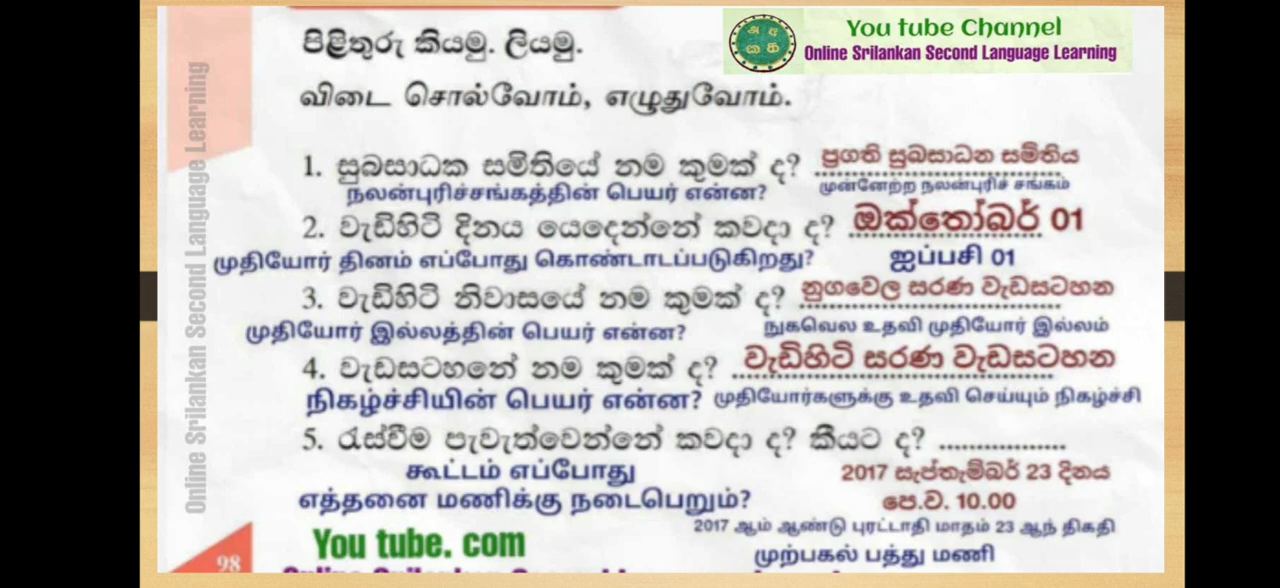 You tube Channel
Online Srilankan Second Language Learning
Online Srilankan Second Language Learning
පිළිතුරු කියමු. ලියමු.
விடை சொல்வோம், எழுதுவோம்.
1. සුබසාධක සමිතියේ නම කුමක් ද? ප්‍රගති සුබසාධන සමිතිය
நலன்புரிச்சங்கத்தின் பெயர் என்ன? முன்னேற்ற நலன்புரிச் சங்கம்
2. වැඩිහිටි දිනය යෙදෙන්නේ කවදා ද? ඔක්තෝබර් 01
முதியோர் தினம் எப்போது கொண்டாடப்படுகிறது? ஐப்பசி 01
3. වැඩිහිටි නිවාසයේ නම කුමක් ද? නුගවෙල සරණ වැඩසටහන
முதியோர் இல்லத்தின் பெயர் என்ன? நுகவெல உதவி முதியோர் இல்லம்
4. වැඩසටහනේ නම කුමක් ද? වැඩිහිටි සරණ වැඩසටහන
நிகழ்ச்சியின் பெயர் என்ன? முதியோர்களுக்கு உதவி செய்யும் நிகழ்ச்சி
5. රැස්වීම පැවැත්වෙන්නේ කවදා ද? කීයට ද? ..................
கூட்டம் எப்போது 2017 සැප්තැම්බර් 23 දිනය
எத்தனை மணிக்கு நடைபெறும்? පෙ.ව. 10.00
2017 ஆம் ஆண்டு புரட்டாதி மாதம் 23 ஆந் திகதி
முற்பகல் பத்து மணி
You tube. com
98